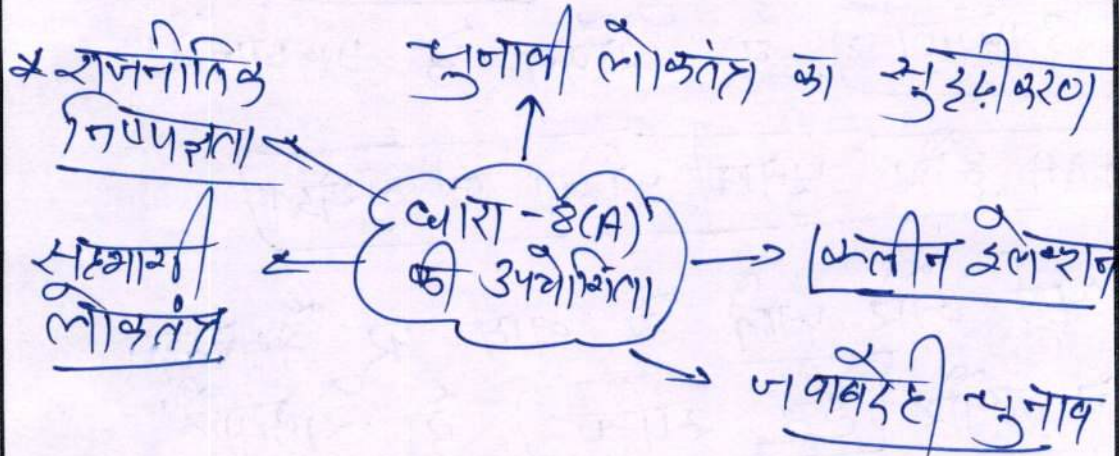 * राजनीतिक
निष्पक्षता
चुनावी लोकतंत्र का सुदृढ़ीकरण
धारा - 8(A)
की उपयोगिता
सहभागी
लोकतंत्र
क्लीन इलेक्शन
जवाबदेही चुनाव